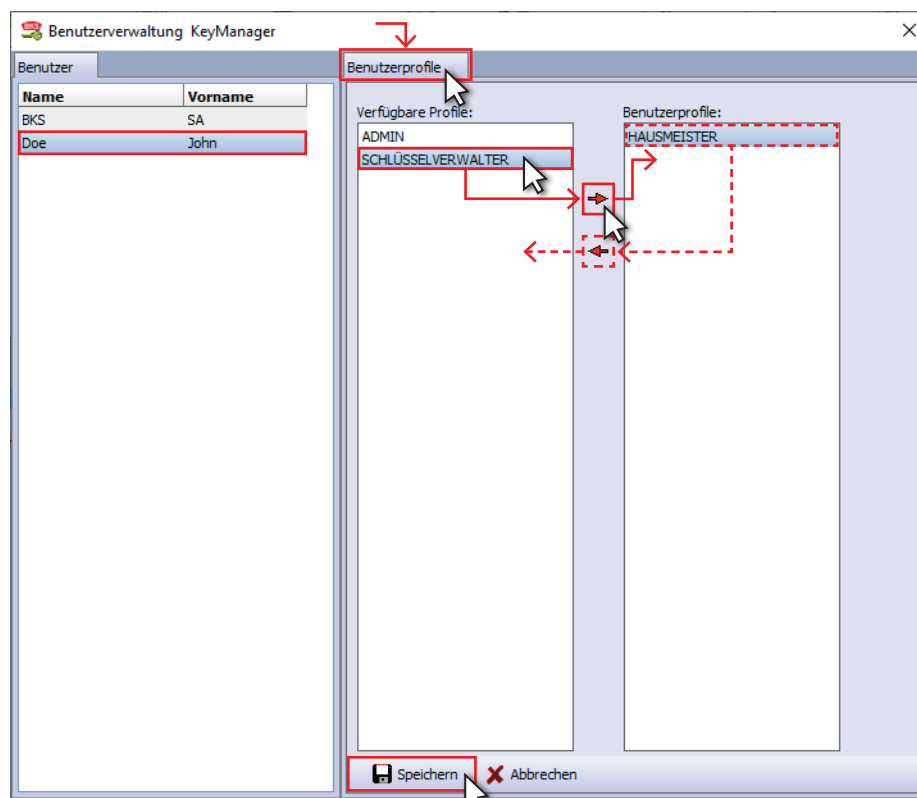 Benutzerverwaltung KeyManager
Benutzer
Benutzerprofile
Name Vorname
BKS SA
Doe John
Verfügbare Profile:
ADMIN
SCHLÜSSELVERWALTER
Benutzerprofile:
HAUSMEISTER
Speichern
Abbrechen